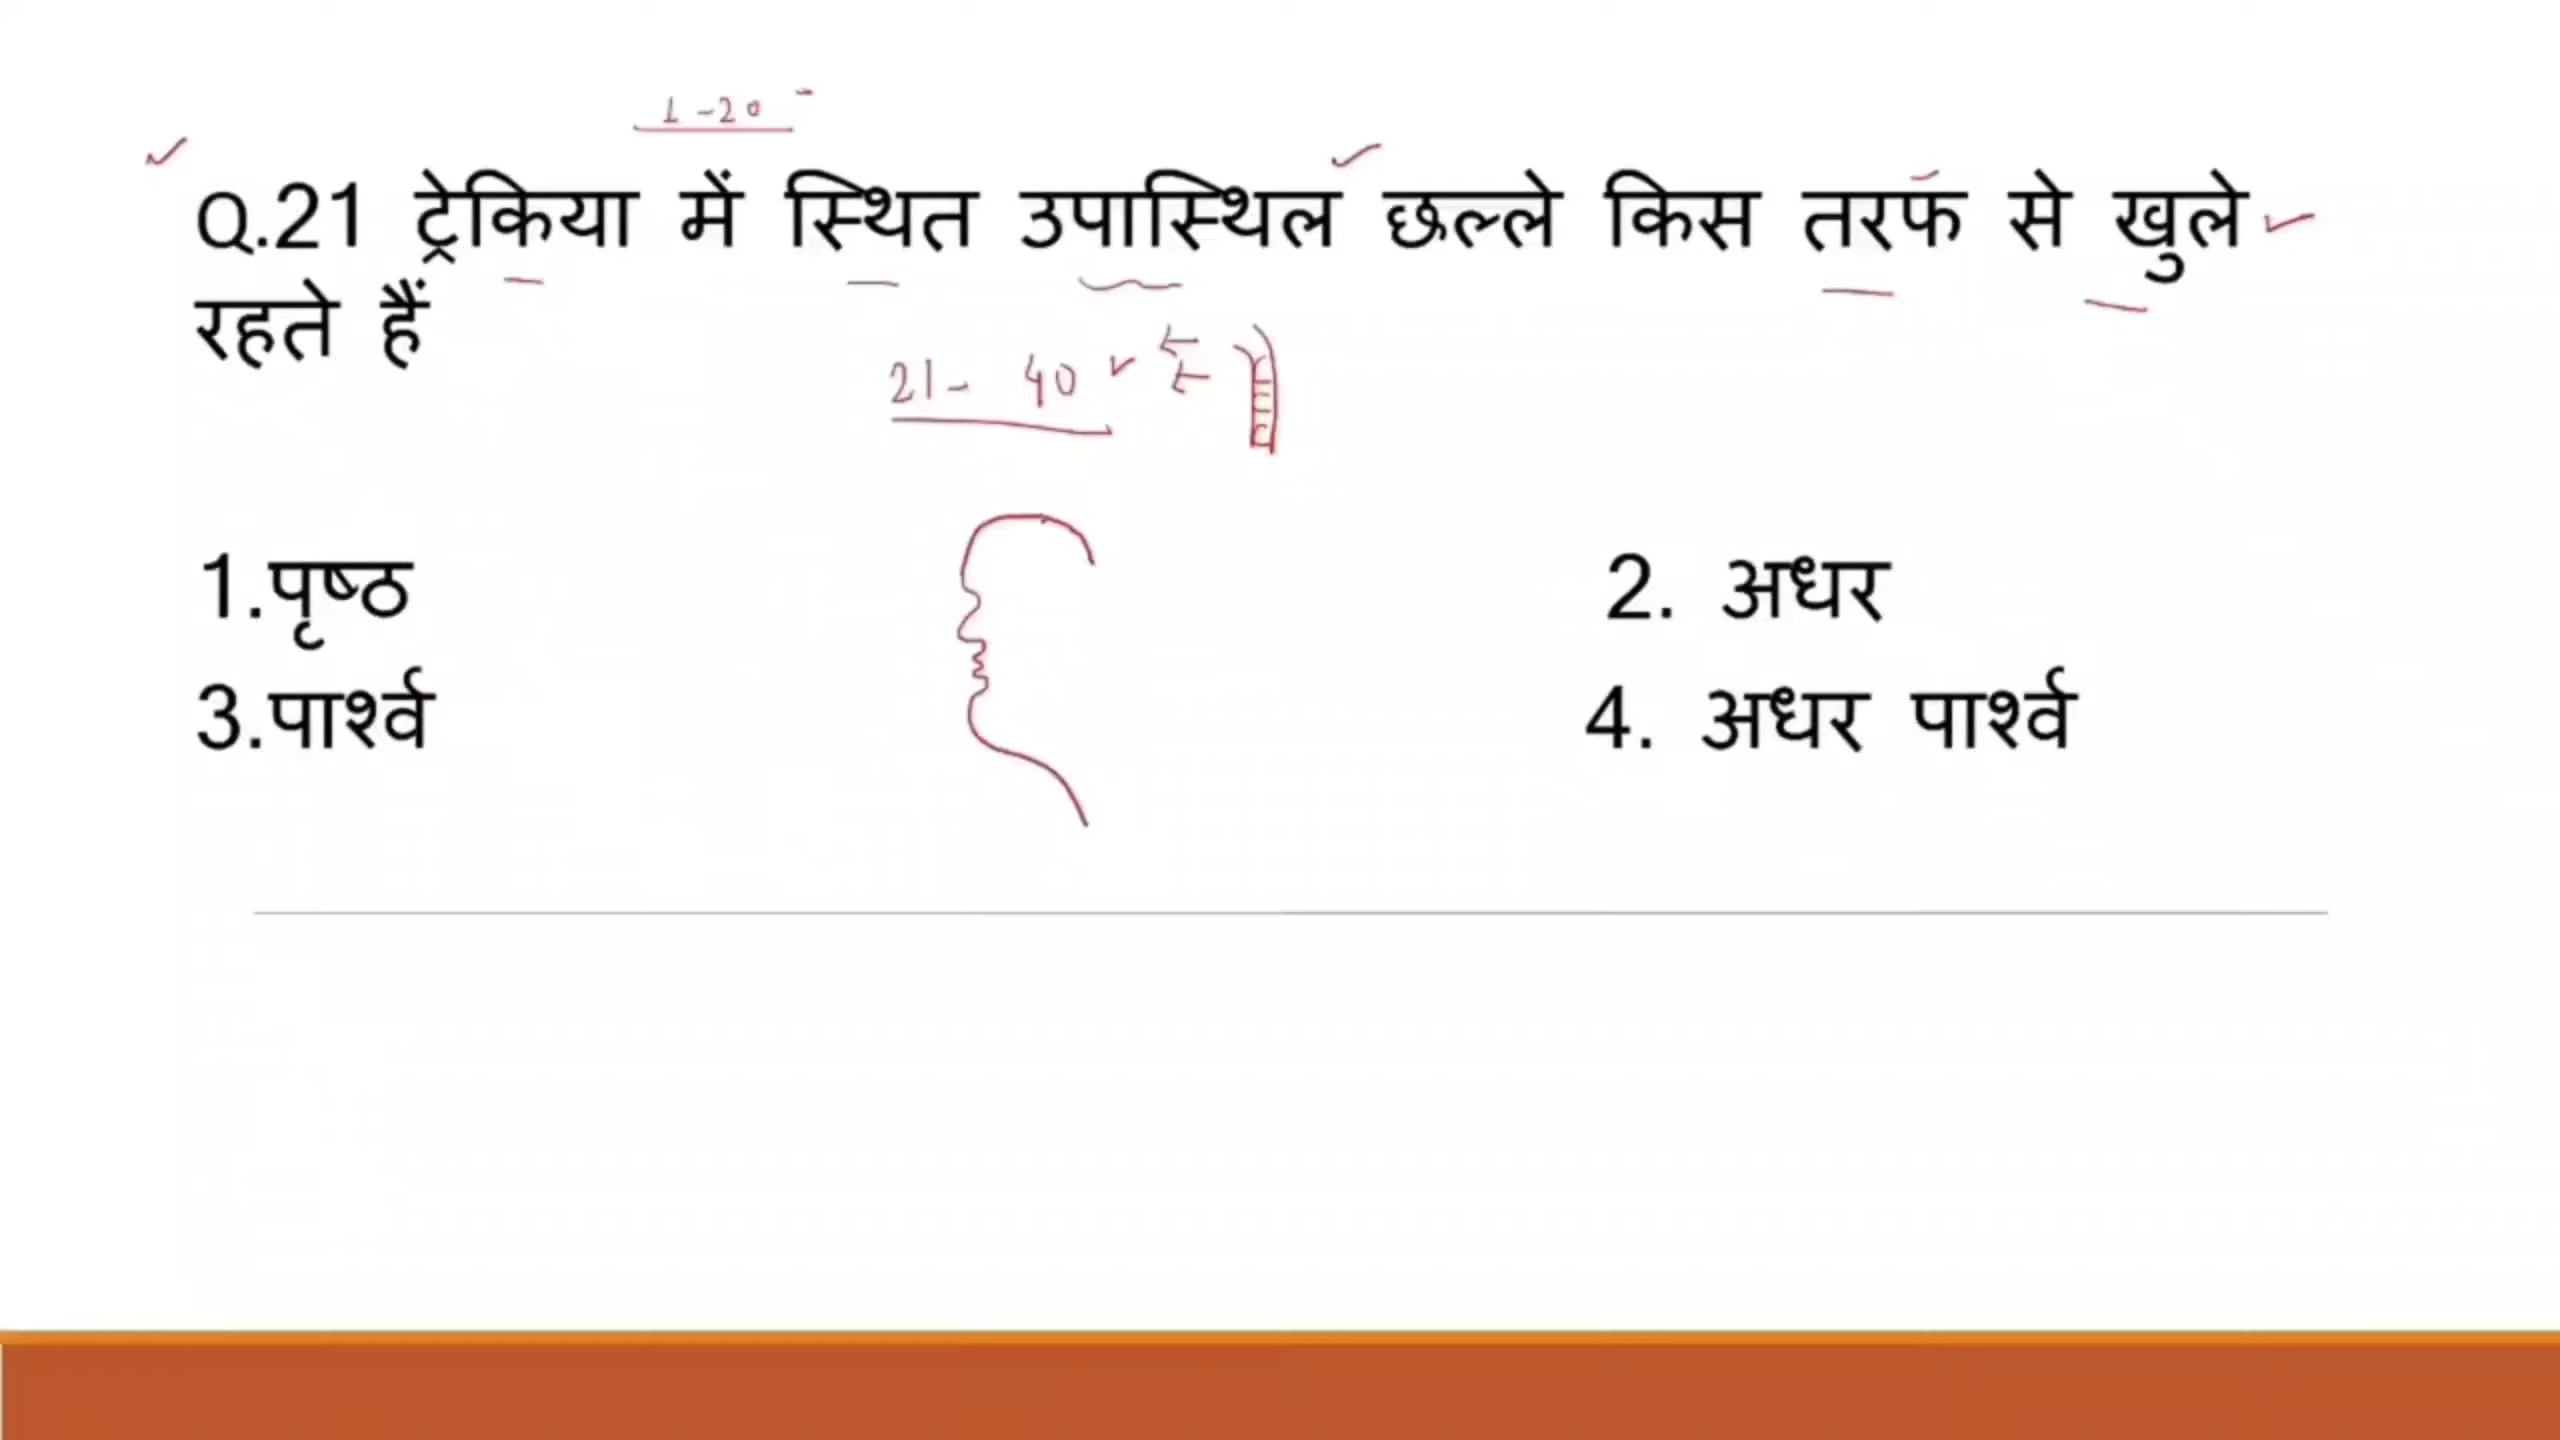 1 - 20
Q.21 ट्रेकिया में स्थित उपास्थिल छल्ले किस तरफ से खुले
रहते हैं
21 - 40
1.पृष्ठ
2. अधर
3.पार्श्व
4. अधर पार्श्व